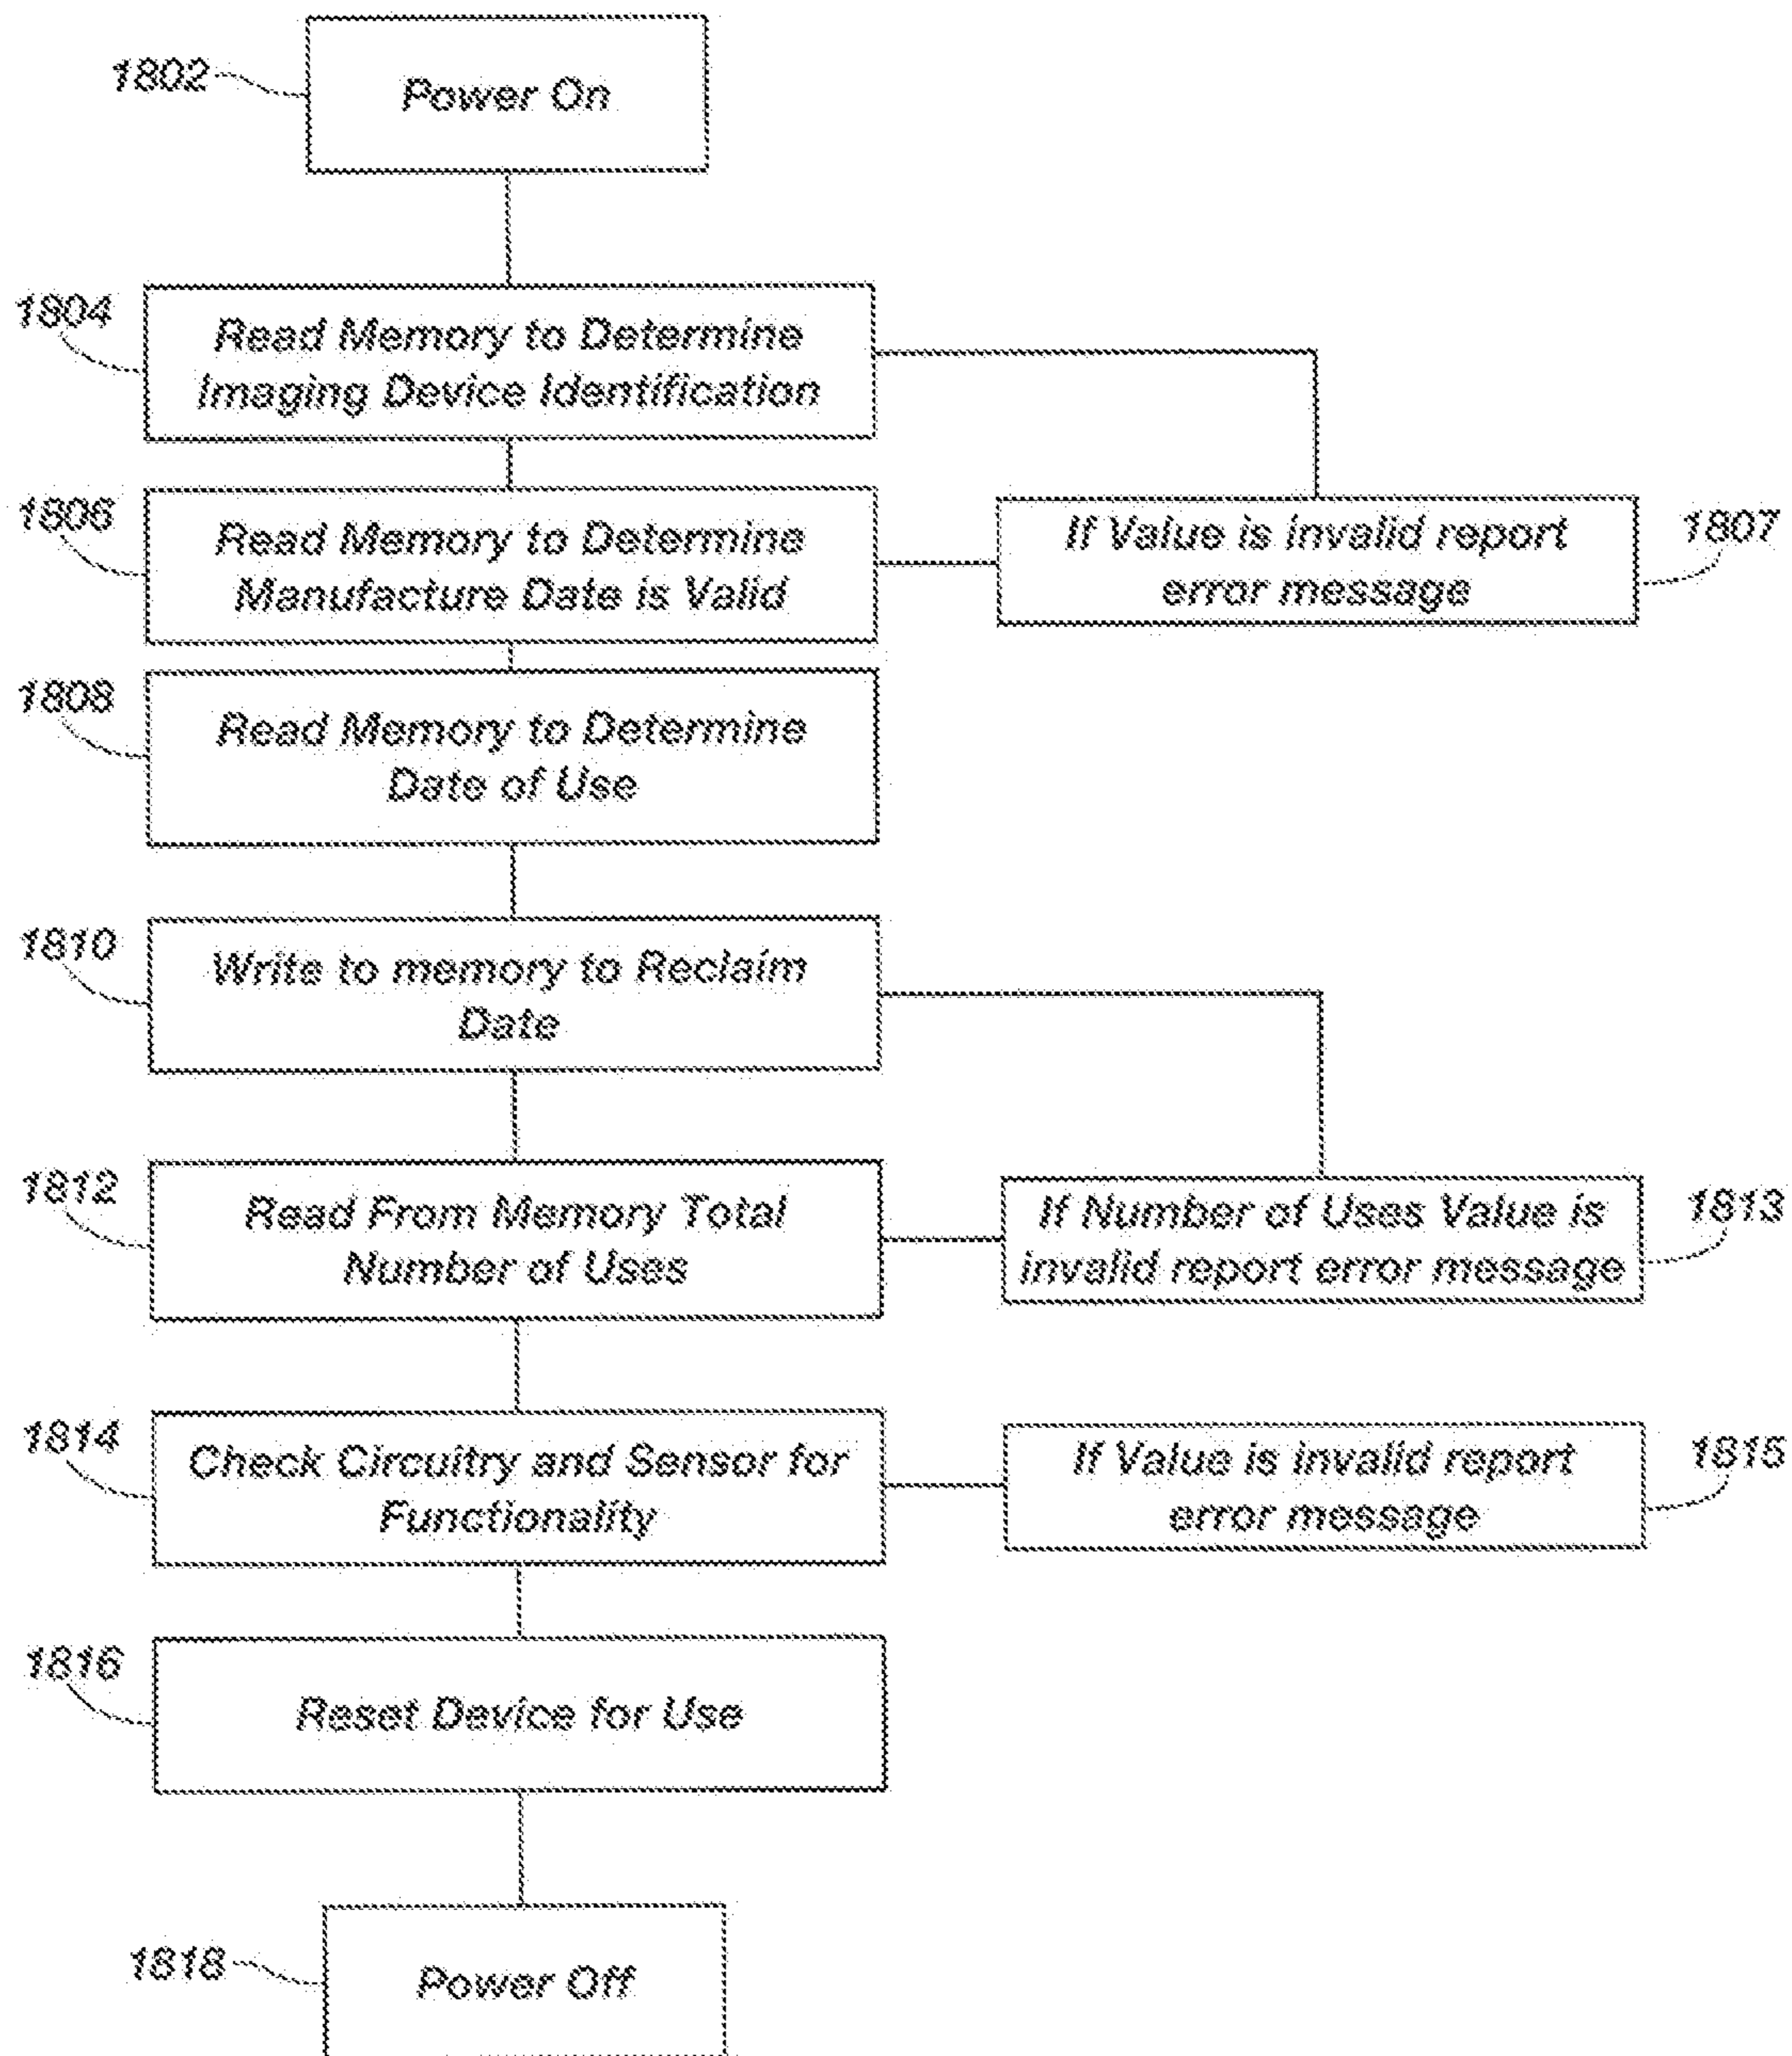 1802
Power On
1804
Read Memory to Determine
Imaging Device Identification
1806
Read Memory to Determine
Manufacture Date is Valid
If Value is invalid report
error message
1807
1808
Read Memory to Determine
Date of Use
1810
Write to memory to Reclaim
Date
1812
Read From Memory Total
Number of Uses
If Number of Uses Value is
invalid report error message
1813
1814
Check Circuitry and Sensor for
Functionality
If Value is invalid report
error message
1815
1816
Reset Device for Use
1818
Power Off